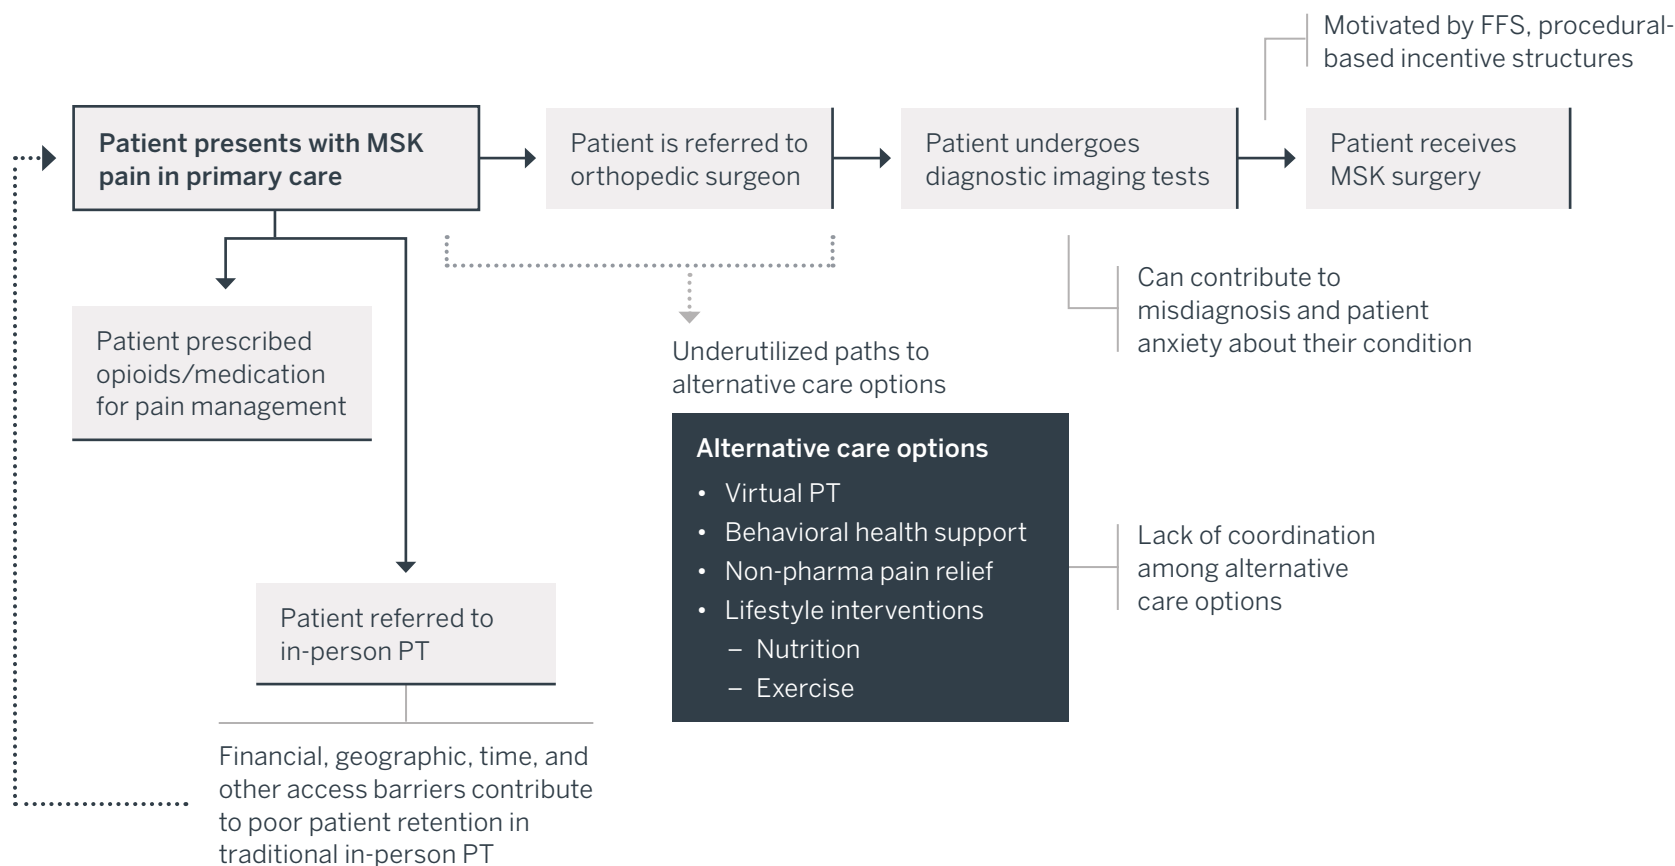 Motivated by FFS, procedural-
based incentive structures
Patient presents with MSK
pain in primary care
Patient is referred to
orthopedic surgeon
Patient undergoes
diagnostic imaging tests
Patient receives
MSK surgery
Can contribute to
misdiagnosis and patient
anxiety about their condition
Patient prescribed
opioids/medication
for pain management
Underutilized paths to
alternative care options
Alternative care options
• Virtual PT
• Behavioral health support
• Non-pharma pain relief
• Lifestyle interventions
– Nutrition
– Exercise
Lack of coordination
among alternative
care options
Patient referred to
in-person PT
Financial, geographic, time, and
other access barriers contribute
to poor patient retention in
traditional in-person PT